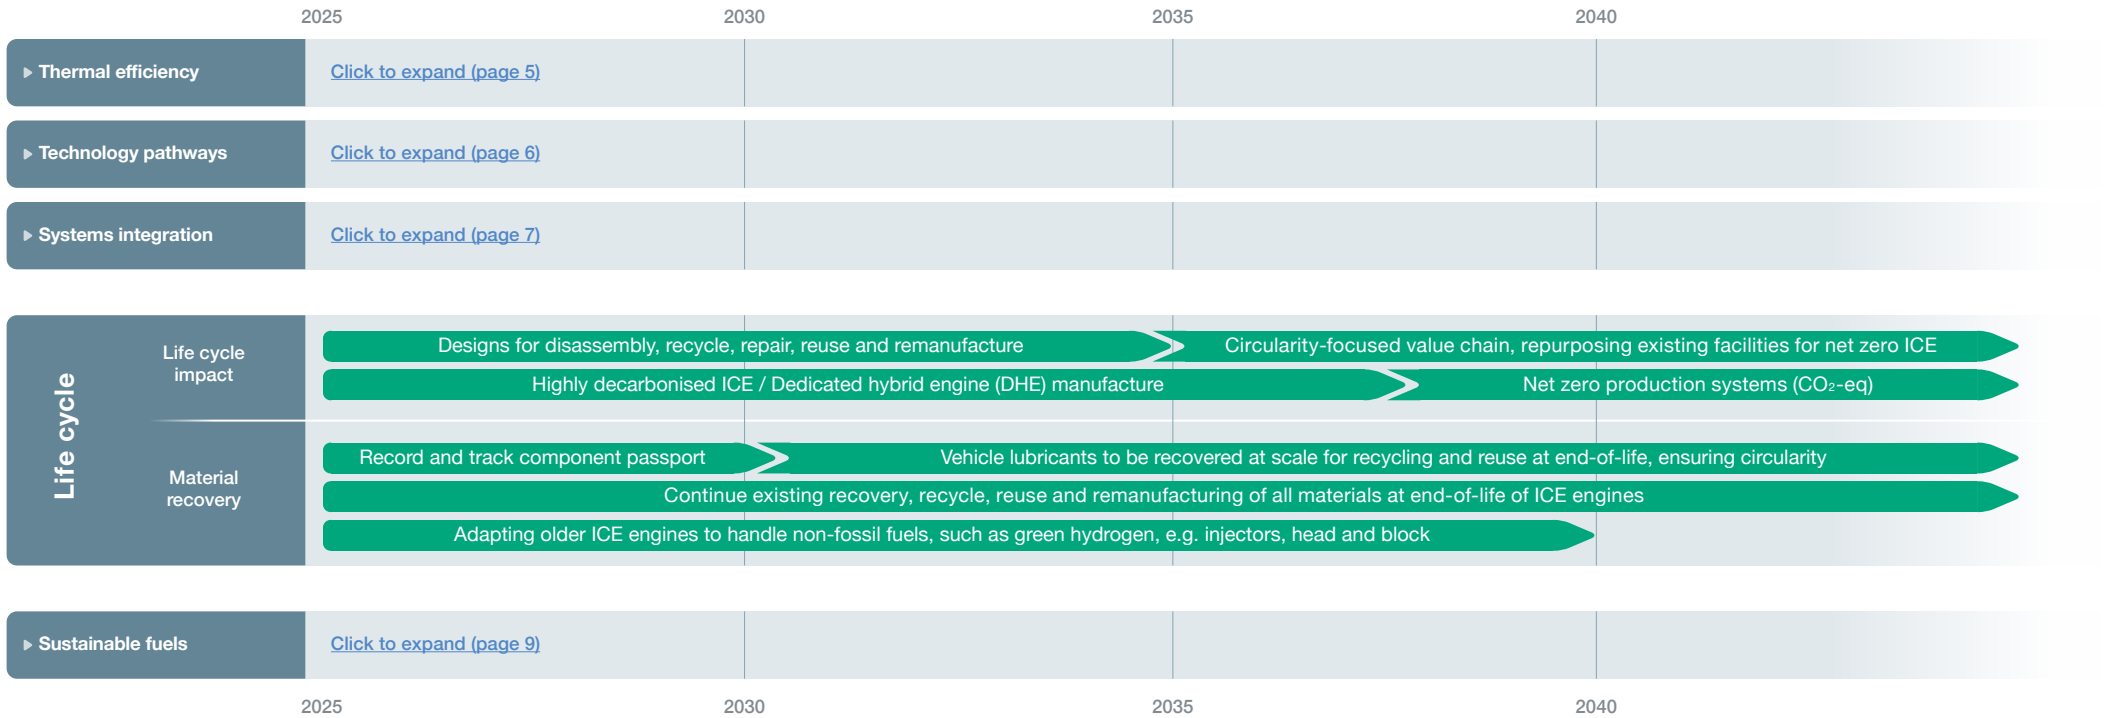 2025 2030 2035 2040
Thermal efficiency Click to expand (page 5)
Technology pathways Click to expand (page 6)
Systems integration Click to expand (page 7)
Life cycle
Life cycle
impact
Designs for disassembly, recycle, repair, reuse and remanufacture Circularity-focused value chain, repurposing existing facilities for net zero ICE
Highly decarbonised ICE / Dedicated hybrid engine (DHE) manufacture Net zero production systems (CO₂-eq)
Material
recovery
Record and track component passport Vehicle lubricants to be recovered at scale for recycling and reuse at end-of-life, ensuring circularity
Continue existing recovery, recycle, reuse and remanufacturing of all materials at end-of-life of ICE engines
Adapting older ICE engines to handle non-fossil fuels, such as green hydrogen, e.g. injectors, head and block
Sustainable fuels Click to expand (page 9)
2025 2030 2035 2040